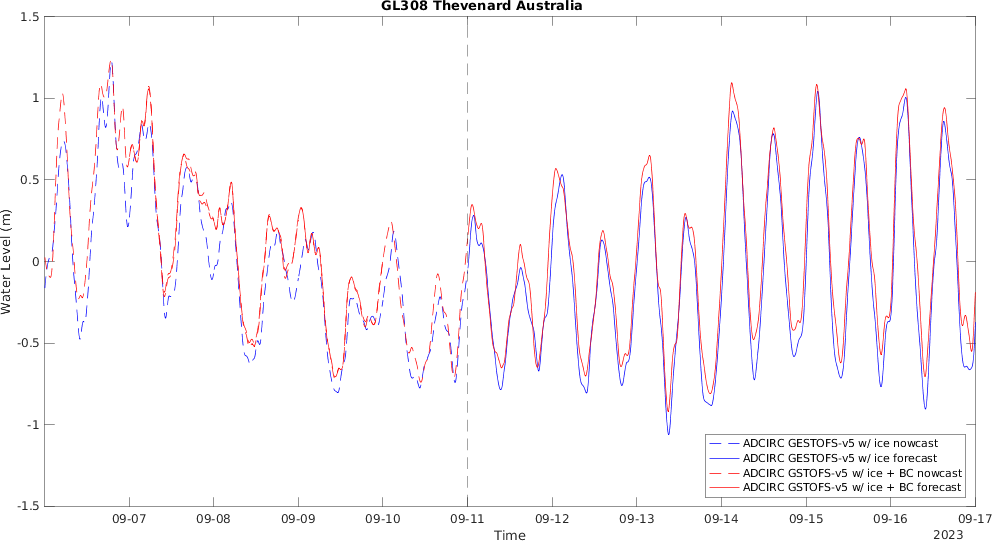 GL308 Thevenard Australia
1.5
1
0.5
0
-0.5
-1
-1.5
Water Level (m)
ADCIRC GESTOFS-v5 w/ ice nowcast
ADCIRC GESTOFS-v5 w/ ice forecast
ADCIRC GSTOFS-v5 w/ ice + BC nowcast
ADCIRC GSTOFS-v5 w/ ice + BC forecast
09-07 09-08 09-09 09-10 09-11 09-12 09-13 09-14 09-15 09-16 09-17
Time
2023